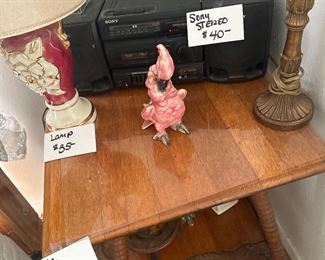 SONY
Sony
STEREO
$40-
Lamp
$35-